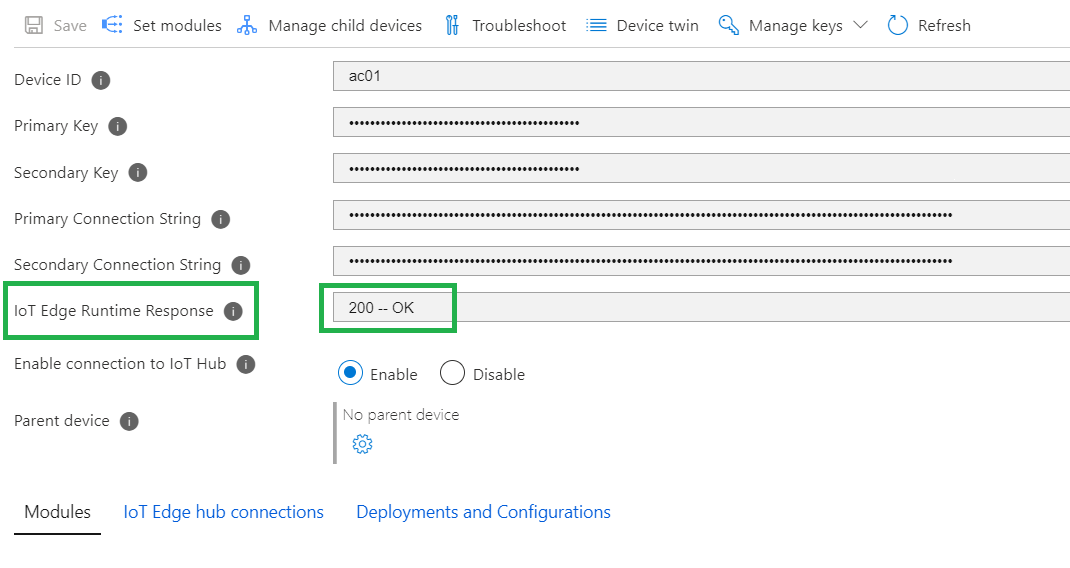 Save Set modules Manage child devices Troubleshoot Device twin Manage keys Refresh
Device ID ac01
Primary Key ••••••••••••••••••••••••••••••••••••••••••••
Secondary Key ••••••••••••••••••••••••••••••••••••••••••••
Primary Connection String
Secondary Connection String
IoT Edge Runtime Response 200 -- OK
Enable connection to IoT Hub Enable Disable
Parent device No parent device
Modules IoT Edge hub connections Deployments and Configurations